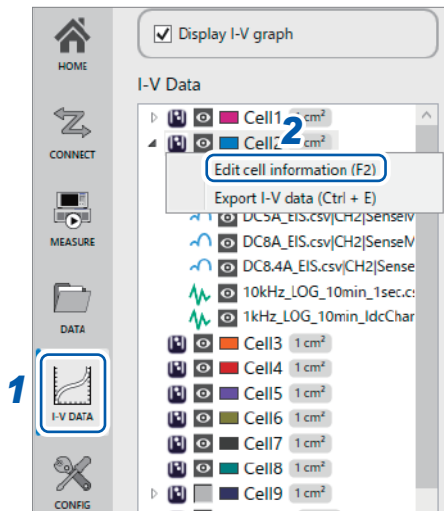 HOME
CONNECT
MEASURE
DATA
1
I-V DATA
CONFIG
Display I-V graph
I-V Data
Cell1 cm²
2
Cell2 cm²
Edit cell information (F2)
Export I-V data (Ctrl + E)
DC5A_EIS.csv|CH2|SenseM
DC8A_EIS.csv|CH2|SenseM
DC8.4A_EIS.csv|CH2|Sense
10kHz_LOG_10min_1sec.c
1kHz_LOG_10min_IdcChar
Cell3 1 cm²
Cell4 1 cm²
Cell5 1 cm²
Cell6 1 cm²
Cell7 1 cm²
Cell8 1 cm²
Cell9 1 cm²